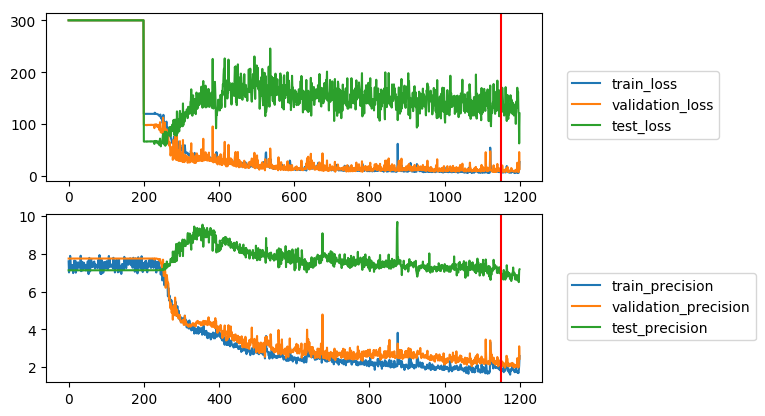 300
200
100
0
0 200 400 600 800 1000 1200
train_loss
validation_loss
test_loss
10
8
6
4
2
0 200 400 600 800 1000 1200
train_precision
validation_precision
test_precision